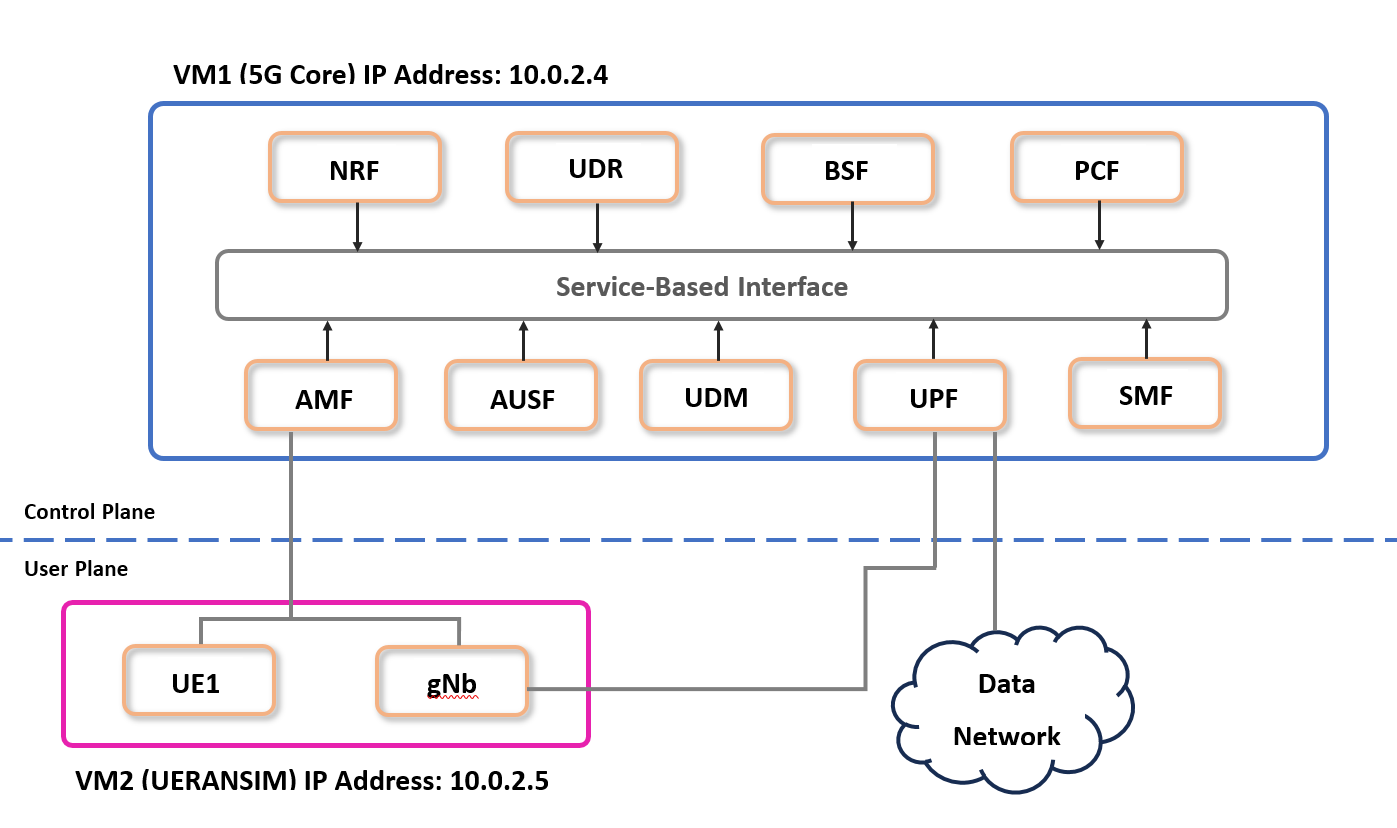 VM1 (5G Core) IP Address: 10.0.2.4
NRF
UDR
BSF
PCF
Service-Based Interface
AMF
AUSF
UDM
UPF
SMF
Control Plane
User Plane
UE1
gNb
Data
Network
VM2 (UERANSIM) IP Address: 10.0.2.5